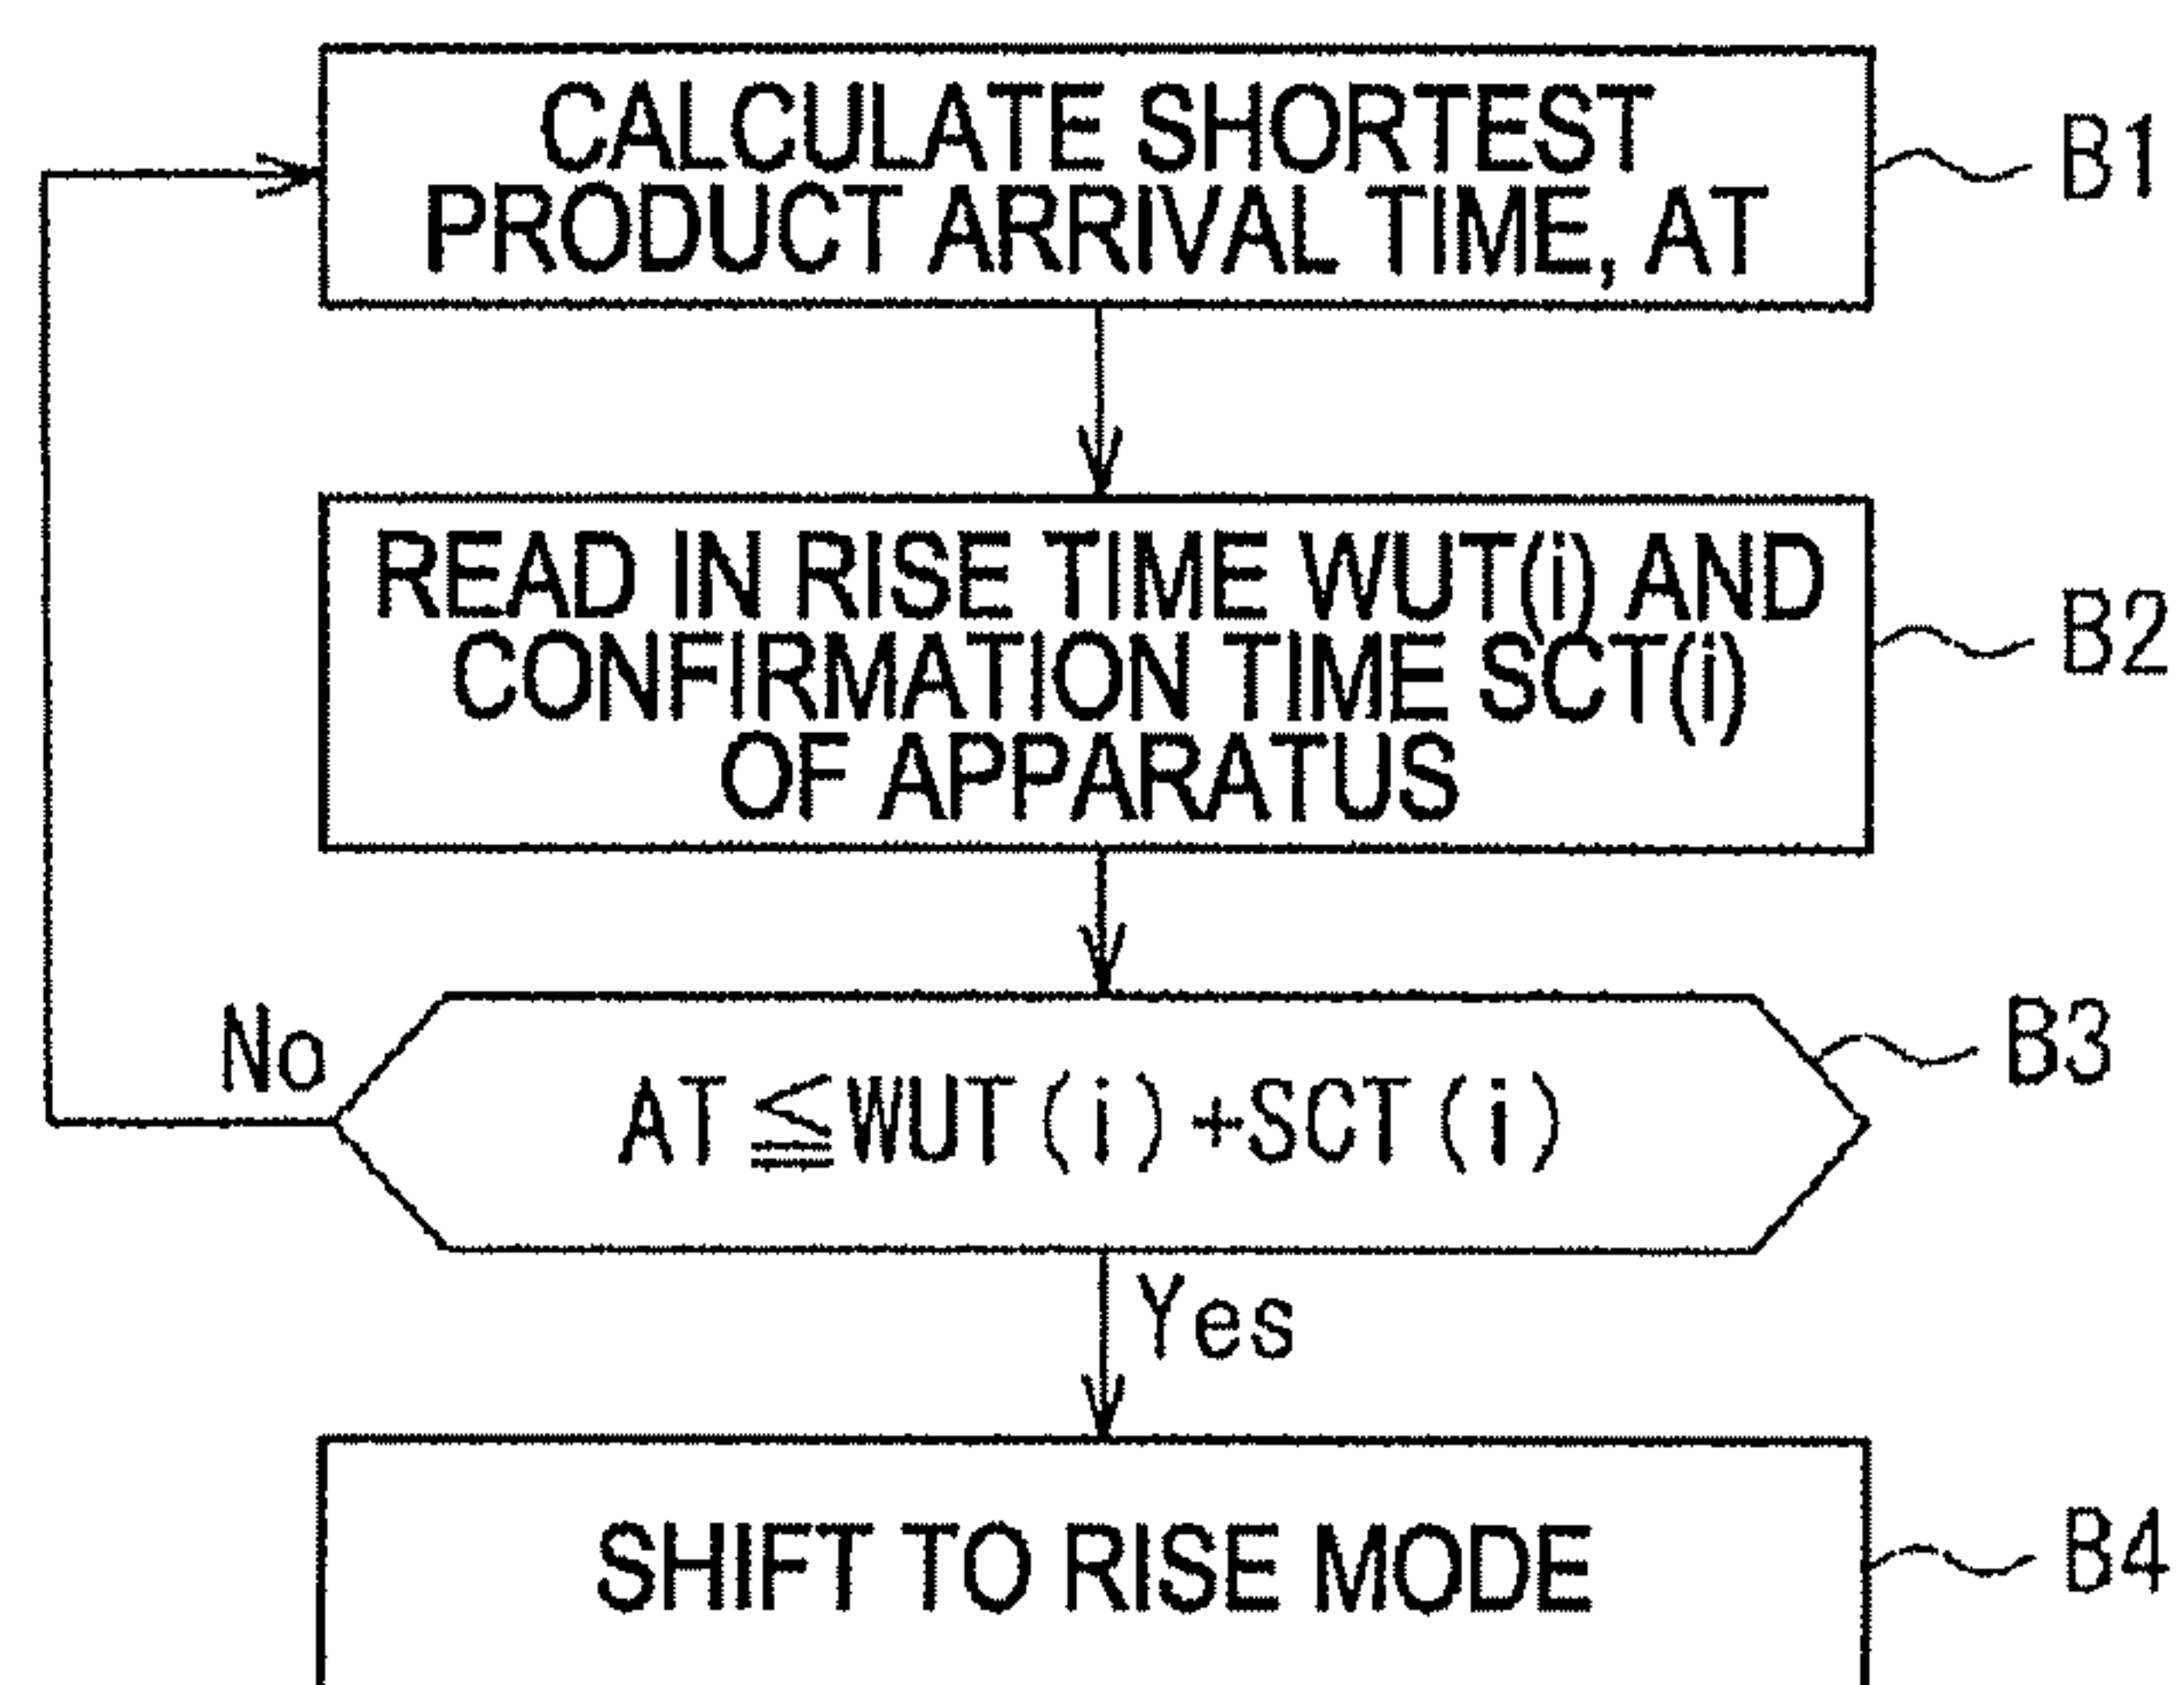 CALCULATE SHORTEST
PRODUCT ARRIVAL TIME, AT
B1
READ IN RISE TIME WUT(i) AND
CONFIRMATION TIME SCT(i)
OF APPARATUS
B2
No
AT≦WUT(i)+SCT(i)
B3
Yes
SHIFT TO RISE MODE
B4